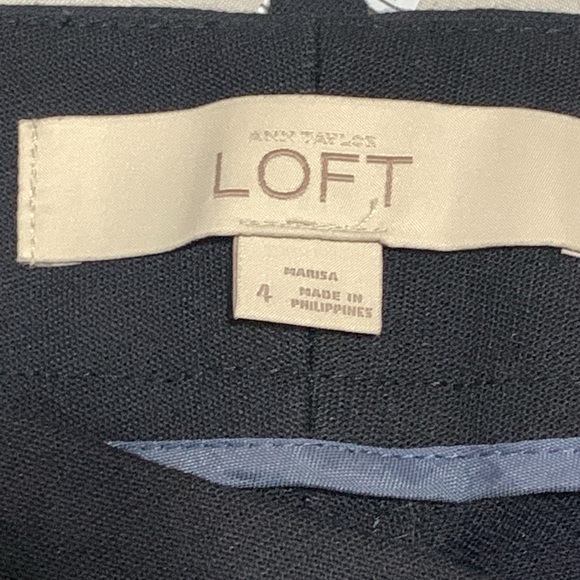 ANN TAYLOR
LOFT
MARISA
4 MADE IN
PHILIPPINES